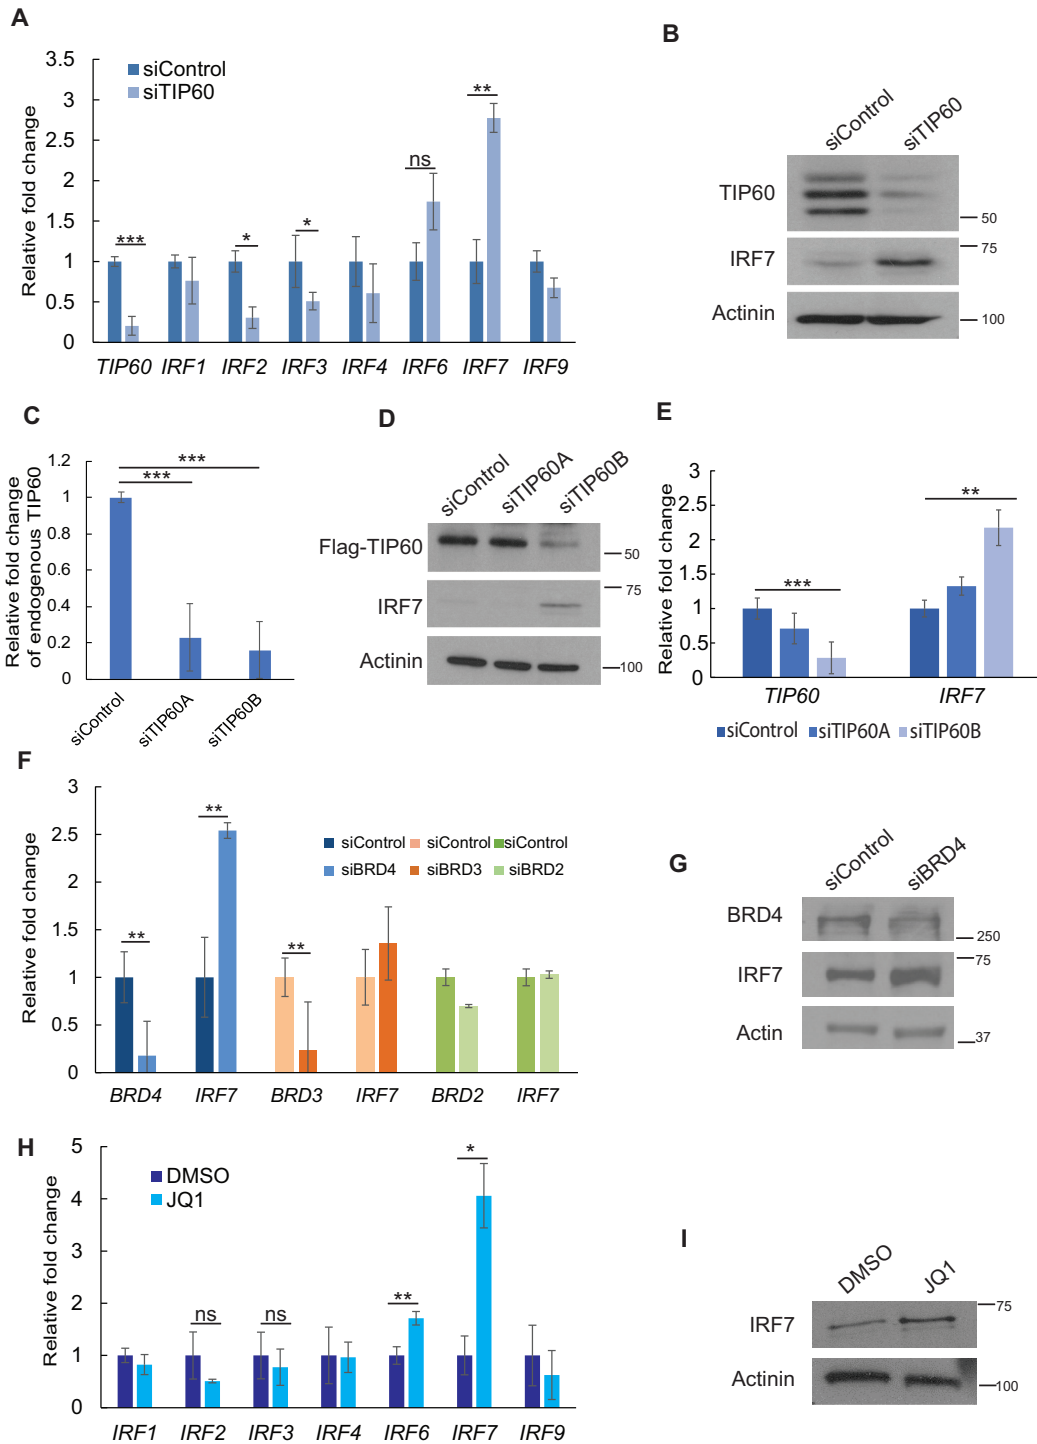 A
Relative fold change
3.5
3
2.5
2
1.5
1
0.5
0
siControl
siTIP60
***
*
*
ns
**
TIP60 IRF1 IRF2 IRF3 IRF4 IRF6 IRF7 IRF9
B
siControl siTIP60
TIP60
50
IRF7
75
Actinin
100
C
Relative fold change
of endogenous TIP60
1.2
1
0.8
0.6
0.4
0.2
0
***
***
siControl siTIP60A siTIP60B
D
siControl siTIP60A siTIP60B
Flag-TIP60
50
IRF7
75
Actinin
100
E
Relative fold change
3
2.5
2
1.5
1
0.5
0
***
**
TIP60 IRF7
siControl siTIP60A siTIP60B
F
Relative fold change
3
2.5
2
1.5
1
0.5
0
siControl siControl siControl
siBRD4 siBRD3 siBRD2
**
**
**
BRD4 IRF7 BRD3 IRF7 BRD2 IRF7
G
siControl siBRD4
BRD4
250
IRF7
75
Actin
37
H
Relative fold change
5
4
3
2
1
0
DMSO
JQ1
ns
ns
**
*
IRF1 IRF2 IRF3 IRF4 IRF6 IRF7 IRF9
I
DMSO JQ1
IRF7
75
Actinin
100